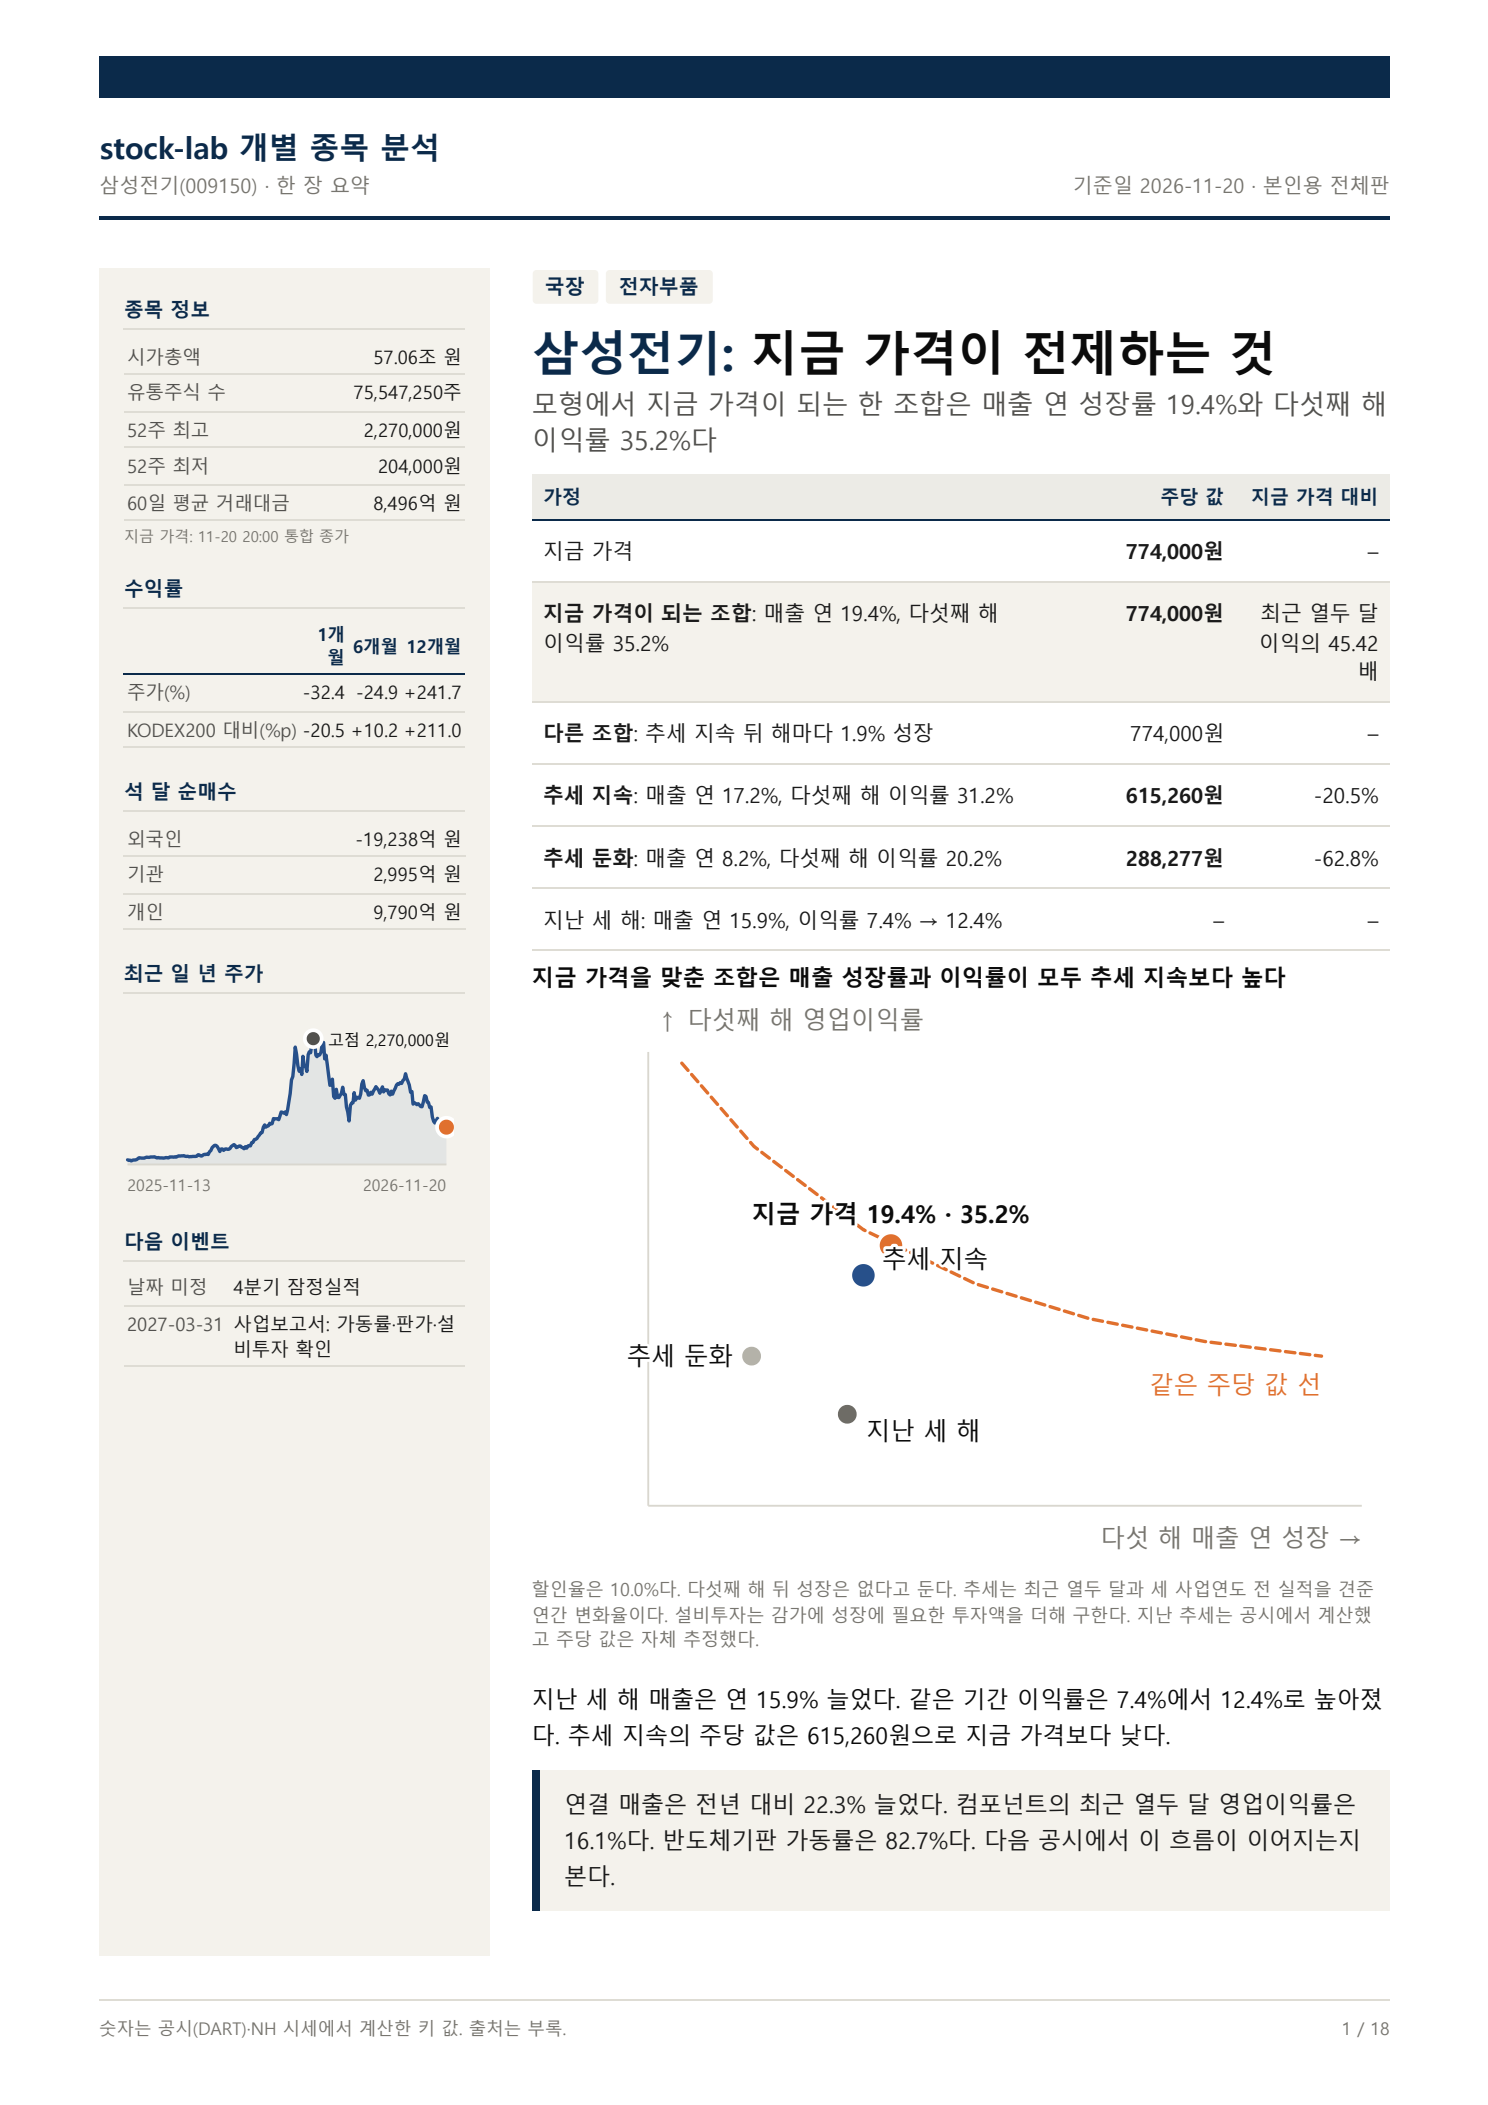 stock-lab 개별 종목 분석
삼성전기(009150) · 한 장 요약
기준일 2026-11-20 · 본인용 전체판
종목 정보
시가총액 57.06조 원
유통주식 수 75,547,250주
52주 최고 2,270,000원
52주 최저 204,000원
60일 평균 거래대금 8,496억 원
지금 가격: 11-20 20:00 통합 종가
수익률
1개월 6개월 12개월
주가(%) -32.4 -24.9 +241.7
KODEX200 대비(%p) -20.5 +10.2 +211.0
석 달 순매수
외국인 -19,238억 원
기관 2,995억 원
개인 9,790억 원
최근 일 년 주가
고점 2,270,000원
2025-11-13 2026-11-20
다음 이벤트
날짜 미정 4분기 잠정실적
2027-03-31 사업보고서: 가동률·판가·설
비투자 확인
국장 전자부품
삼성전기: 지금 가격이 전제하는 것
모형에서 지금 가격이 되는 한 조합은 매출 연 성장률 19.4%와 다섯째 해
이익률 35.2%다
가정 주당 값 지금 가격 대비
지금 가격 774,000원 –
지금 가격이 되는 조합: 매출 연 19.4%, 다섯째 해 774,000원 최근 열두 달
이익률 35.2% 이익의 45.42
배
다른 조합: 추세 지속 뒤 해마다 1.9% 성장 774,000원 –
추세 지속: 매출 연 17.2%, 다섯째 해 이익률 31.2% 615,260원 -20.5%
추세 둔화: 매출 연 8.2%, 다섯째 해 이익률 20.2% 288,277원 -62.8%
지난 세 해: 매출 연 15.9%, 이익률 7.4% → 12.4% – –
지금 가격을 맞춘 조합은 매출 성장률과 이익률이 모두 추세 지속보다 높다
↑ 다섯째 해 영업이익률
지금 가격 19.4% · 35.2%
추세 지속
추세 둔화
같은 주당 값 선
지난 세 해
다섯 해 매출 연 성장 →
할인율은 10.0%다. 다섯째 해 뒤 성장은 없다고 둔다. 추세는 최근 열두 달과 세 사업연도 전 실적을 견준
연간 변화율이다. 설비투자는 감가에 성장에 필요한 투자액을 더해 구한다. 지난 추세는 공시에서 계산했
고 주당 값은 자체 추정했다.
지난 세 해 매출은 연 15.9% 늘었다. 같은 기간 이익률은 7.4%에서 12.4%로 높아졌
다. 추세 지속의 주당 값은 615,260원으로 지금 가격보다 낮다.
연결 매출은 전년 대비 22.3% 늘었다. 컴포넌트의 최근 열두 달 영업이익률은
16.1%다. 반도체기판 가동률은 82.7%다. 다음 공시에서 이 흐름이 이어지는지
본다.
숫자는 공시(DART)·NH 시세에서 계산한 키 값. 출처는 부록.
1 / 18